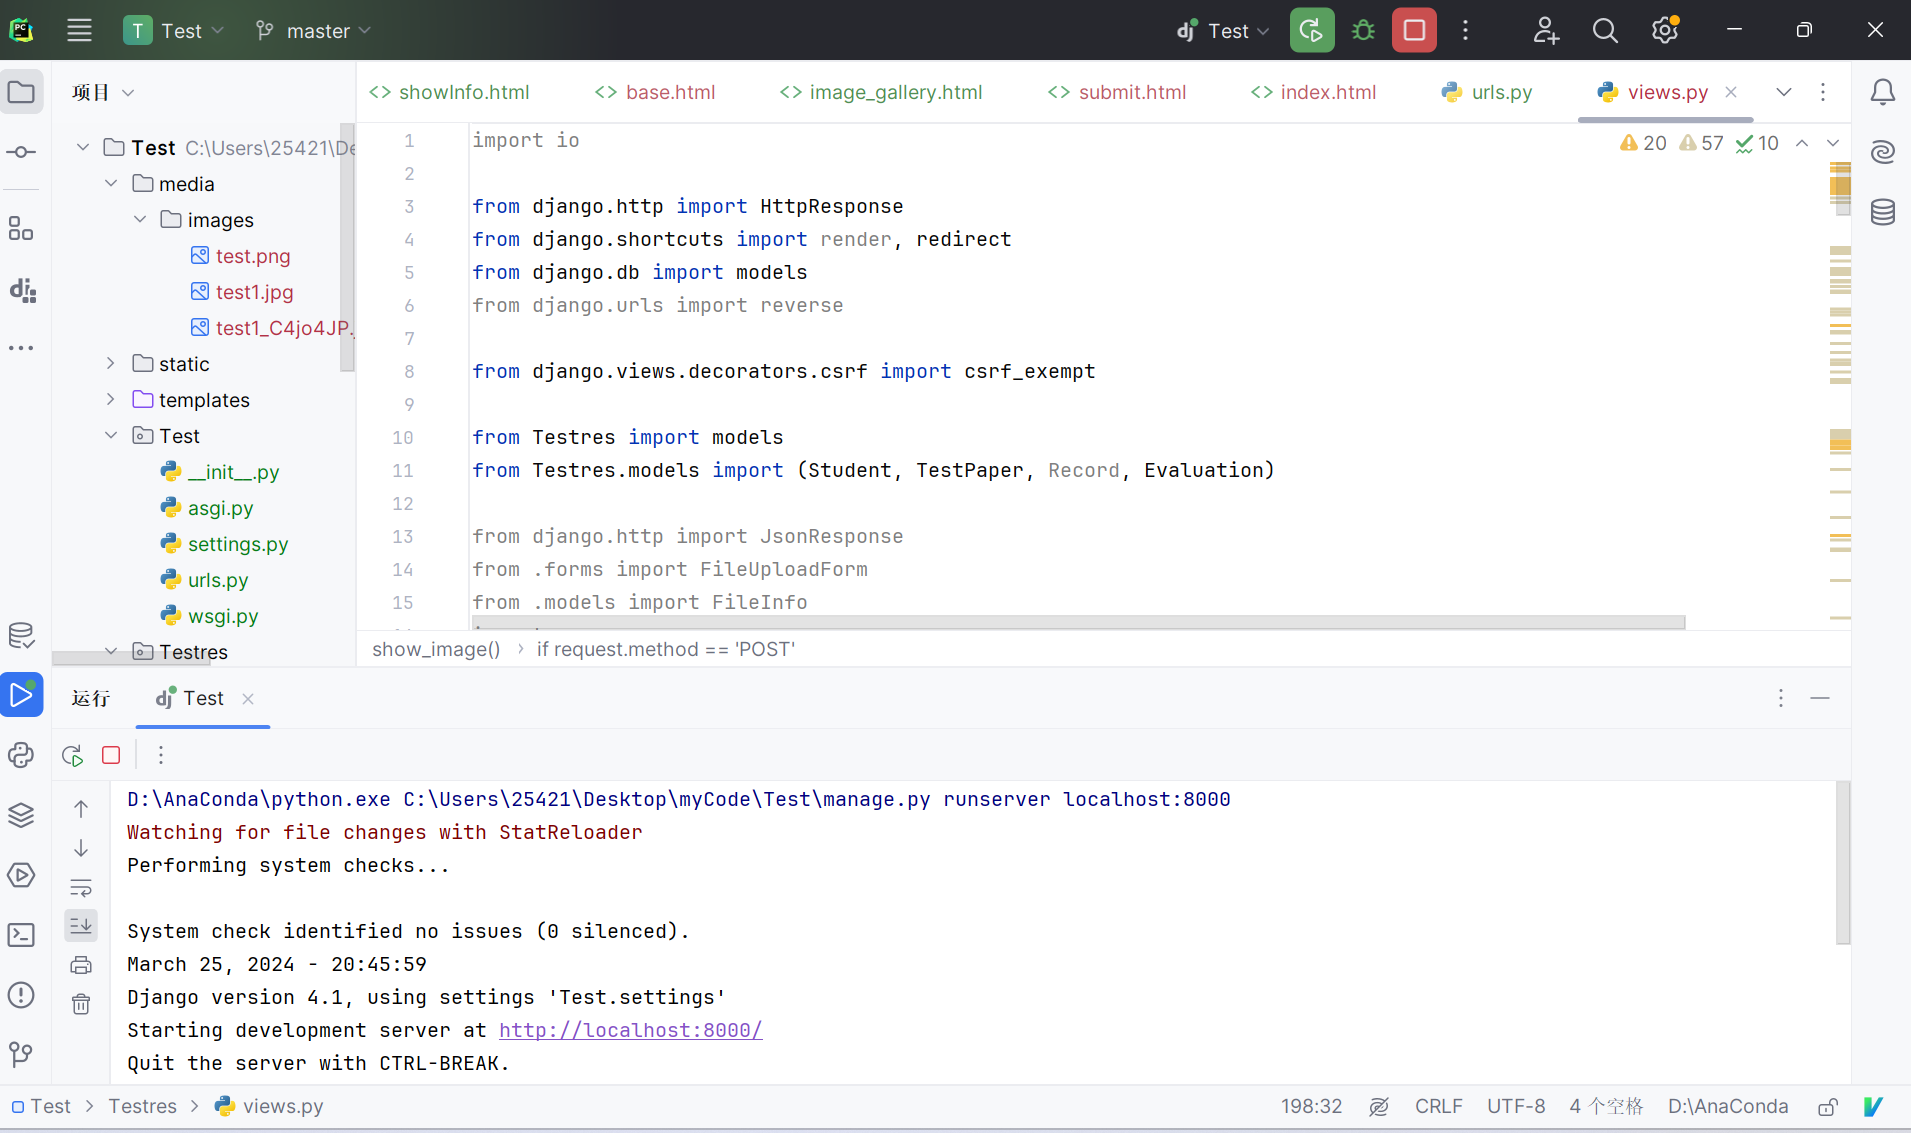 T Test master
dj Test
项目
showInfo.html base.html image_gallery.html submit.html index.html urls.py views.py
Test C:\Users\25421\De
media
images
test.png
test1.jpg
test1_C4jo4JP.
static
templates
Test
__init__.py
asgi.py
settings.py
urls.py
wsgi.py
Testres
20 57 10
1 import io
2
3 from django.http import HttpResponse
4 from django.shortcuts import render, redirect
5 from django.db import models
6 from django.urls import reverse
7
8 from django.views.decorators.csrf import csrf_exempt
9
10 from Testres import models
11 from Testres.models import (Student, TestPaper, Record, Evaluation)
12
13 from django.http import JsonResponse
14 from .forms import FileUploadForm
15 from .models import FileInfo
show_image() › if request.method == 'POST'
运行 dj Test
D:\AnaConda\python.exe C:\Users\25421\Desktop\myCode\Test\manage.py runserver localhost:8000
Watching for file changes with StatReloader
Performing system checks...
System check identified no issues (0 silenced).
March 25, 2024 - 20:45:59
Django version 4.1, using settings 'Test.settings'
Starting development server at http://localhost:8000/
Quit the server with CTRL-BREAK.
Test > Testres > views.py
198:32 CRLF UTF-8 4 个空格 D:\AnaConda